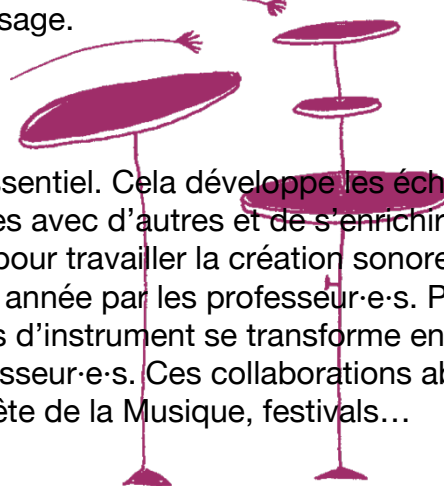 sage.
ssentiel. Cela développe les éch
es avec d'autres et de s'enrichir
pour travailler la création sonore
année par les professeur·e·s. P
s d'instrument se transforme en
sseur·e·s. Ces collaborations ab
ête de la Musique, festivals…